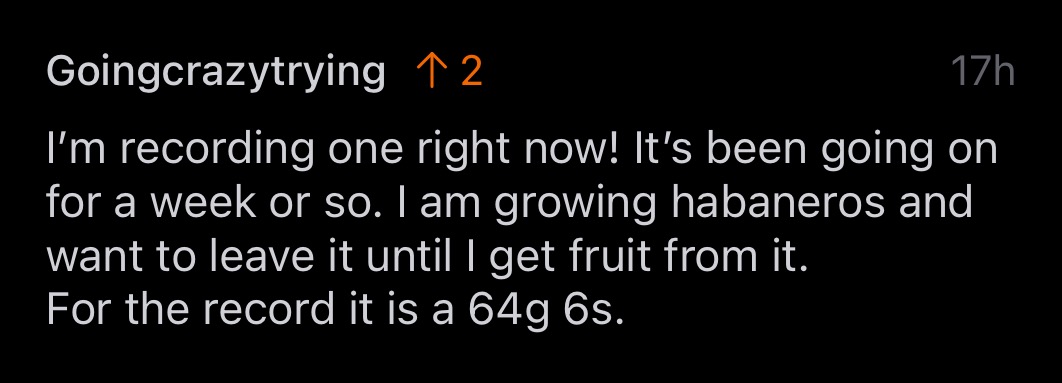 Goingcrazytrying ↑ 2 17h
I’m recording one right now! It’s been going on
for a week or so. I am growing habaneros and
want to leave it until I get fruit from it.
For the record it is a 64g 6s.